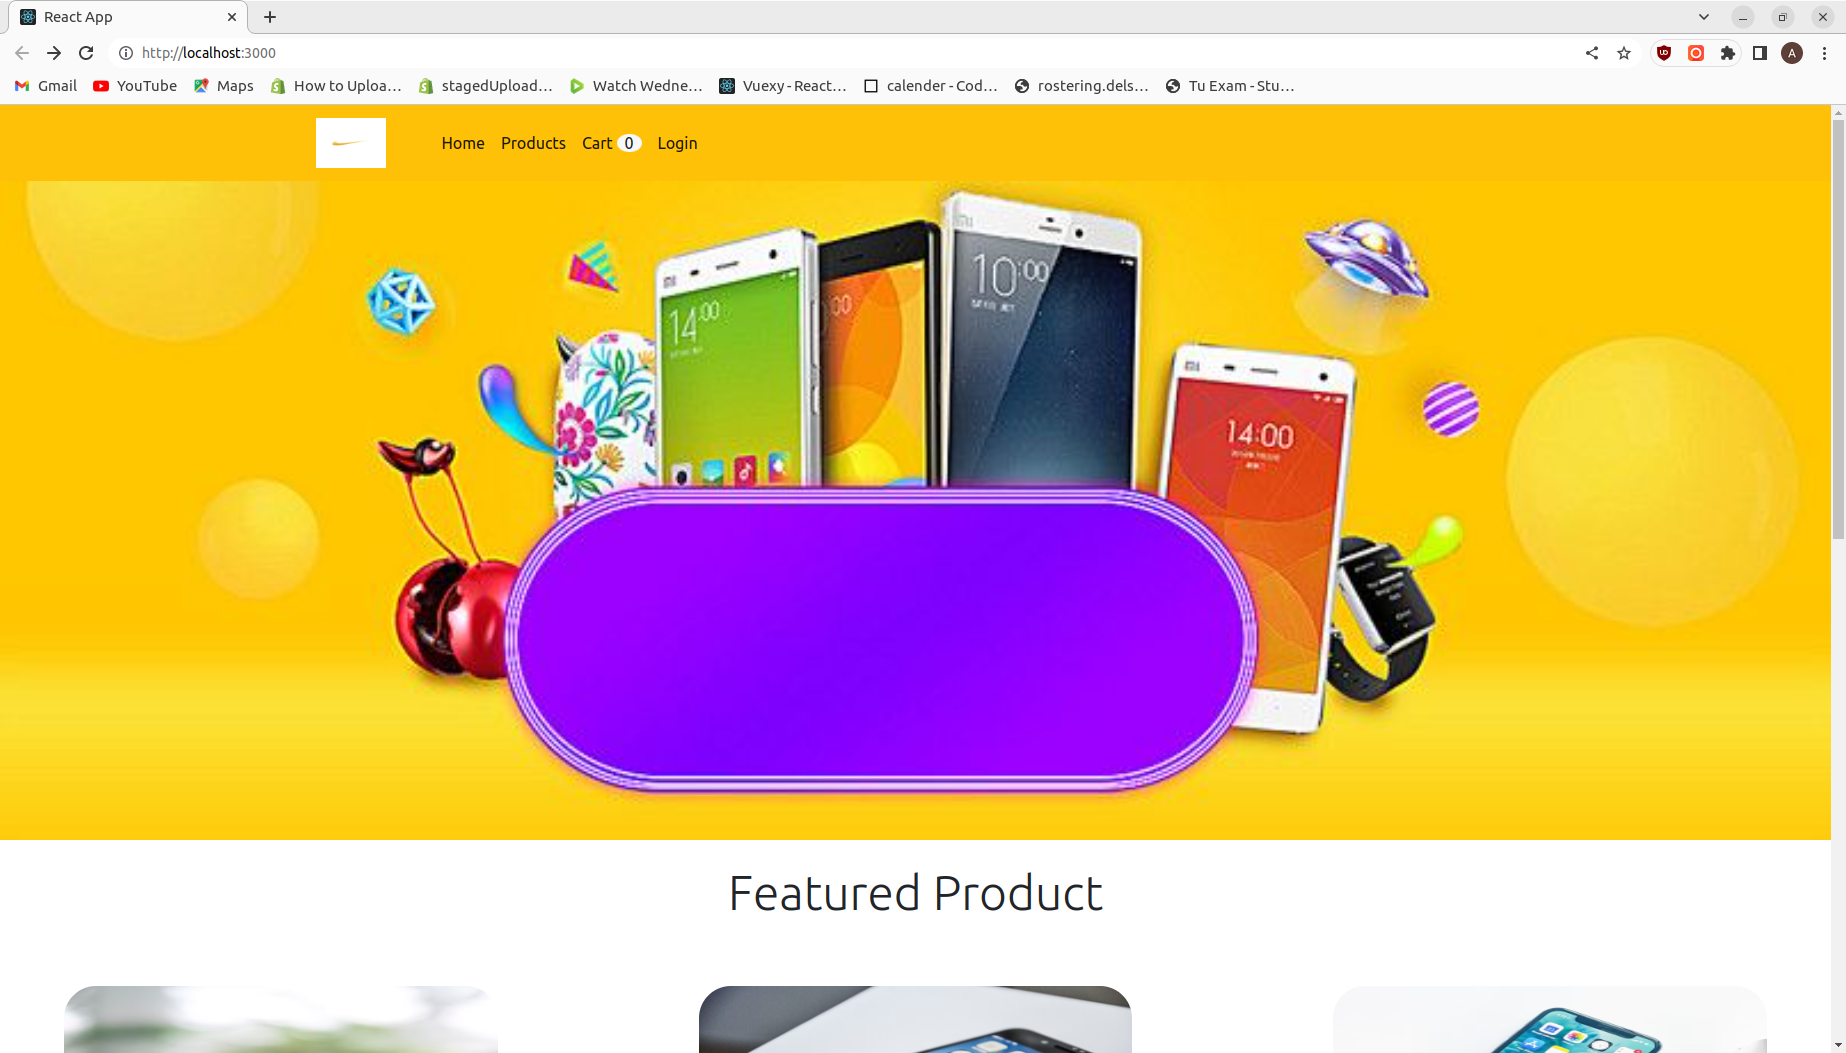 React App
http://localhost:3000
A
Gmail YouTube Maps How to Uploa... stagedUpload... Watch Wedne... Vuexy - React... calender - Cod... rostering.dels... Tu Exam - Stu...
Home Products Cart 0 Login
14:00
10:00
14:00
Featured Product